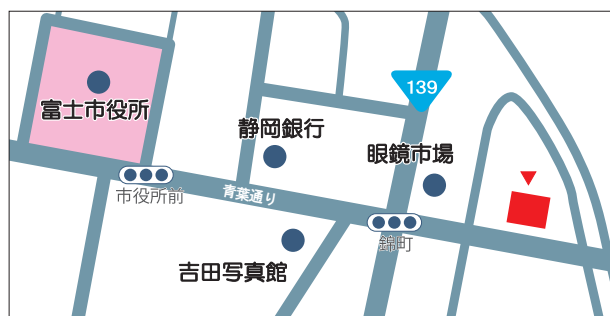 139
富士市役所
静岡銀行
眼鏡市場
市役所前
青葉通り
錦町
吉田写真館